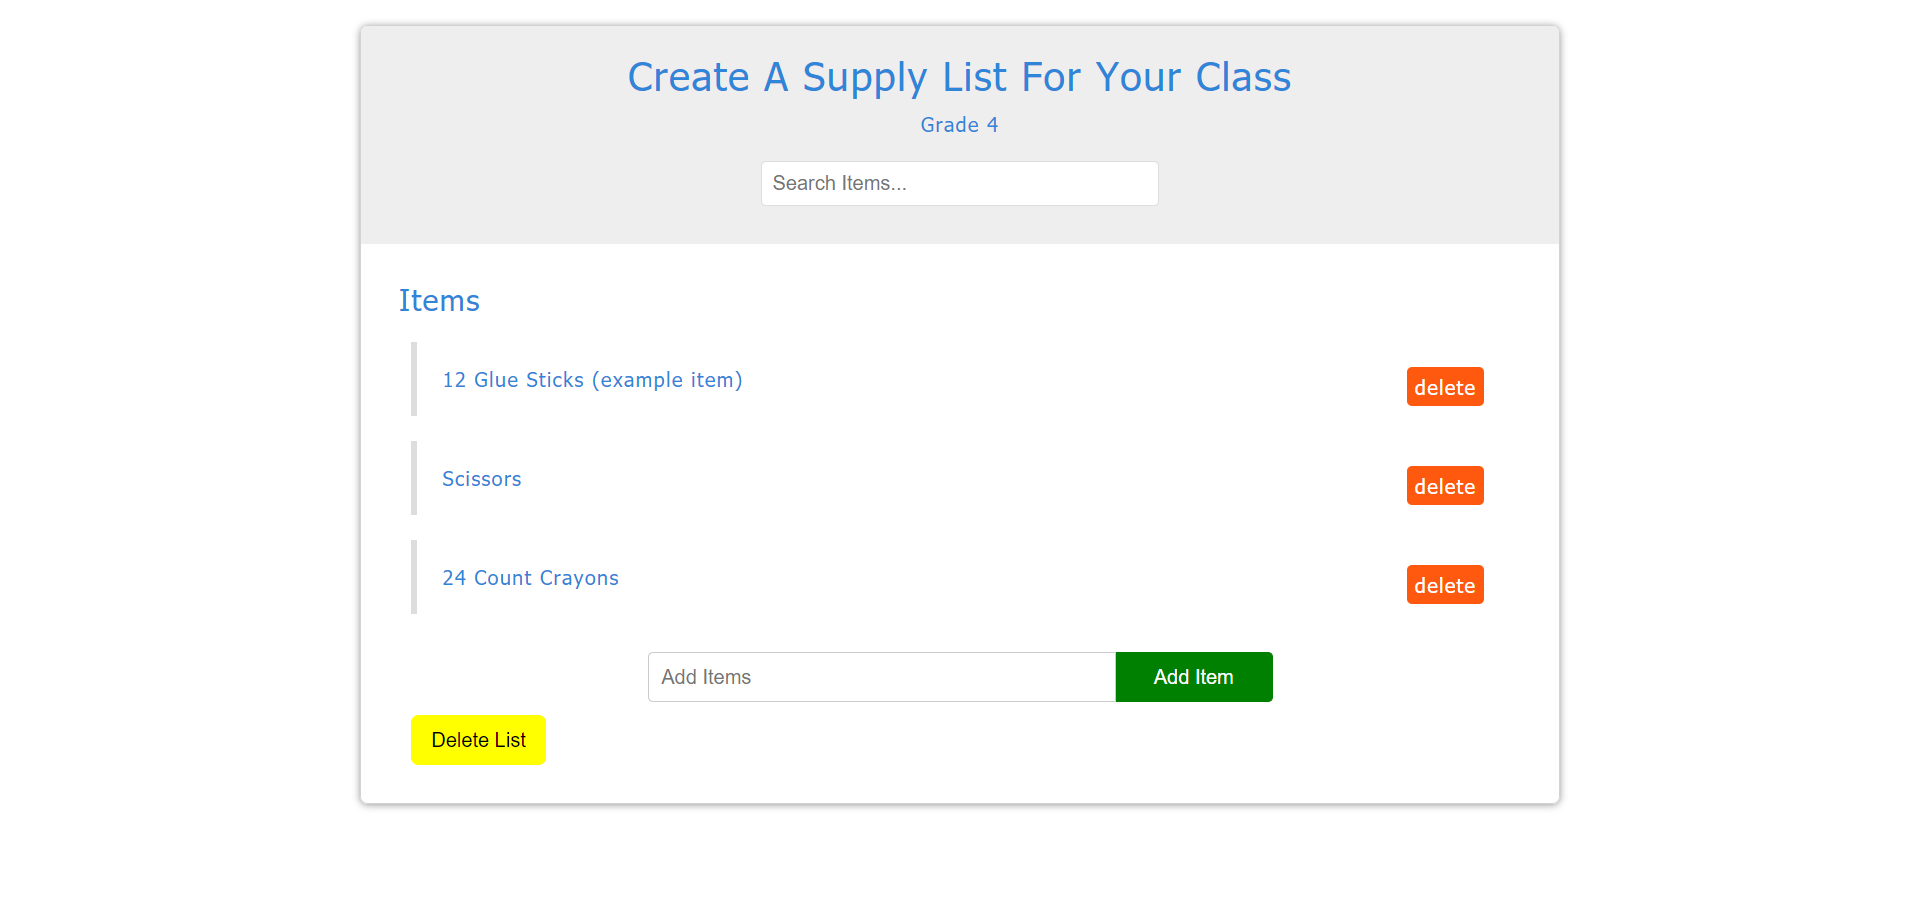 Create A Supply List For Your Class
Grade 4
Search Items...
Items
12 Glue Sticks (example item)
delete
Scissors
delete
24 Count Crayons
delete
Add Items
Add Item
Delete List